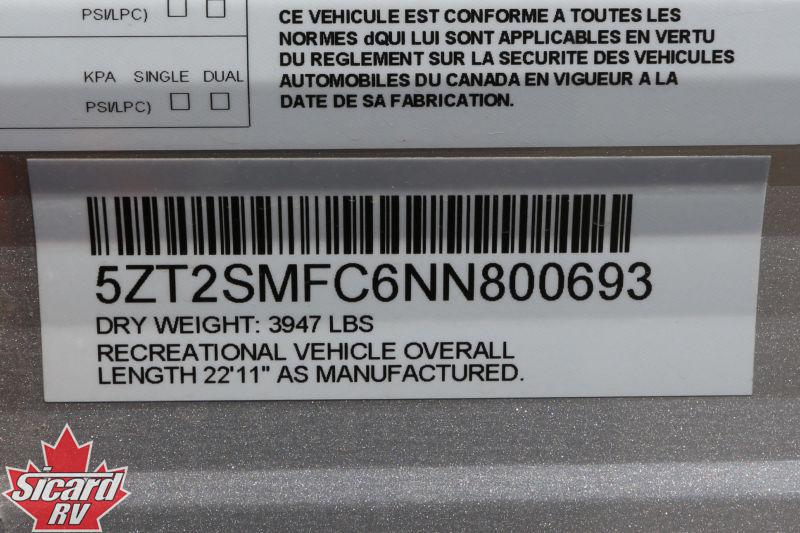 PSI/LPC)
KPA SINGLE DUAL
PSI/LPC)
CE VEHICULE EST CONFORME A TOUTES LES
NORMES dQUI LUI SONT APPLICABLES EN VERTU
DU REGLEMENT SUR LA SECURITE DES VEHICULES
AUTOMOBILES DU CANADA EN VIGUEUR A LA
DATE DE SA FABRICATION.
5ZT2SMFC6NN800693
DRY WEIGHT: 3947 LBS
RECREATIONAL VEHICLE OVERALL
LENGTH 22'11" AS MANUFACTURED.
Sicard
RV